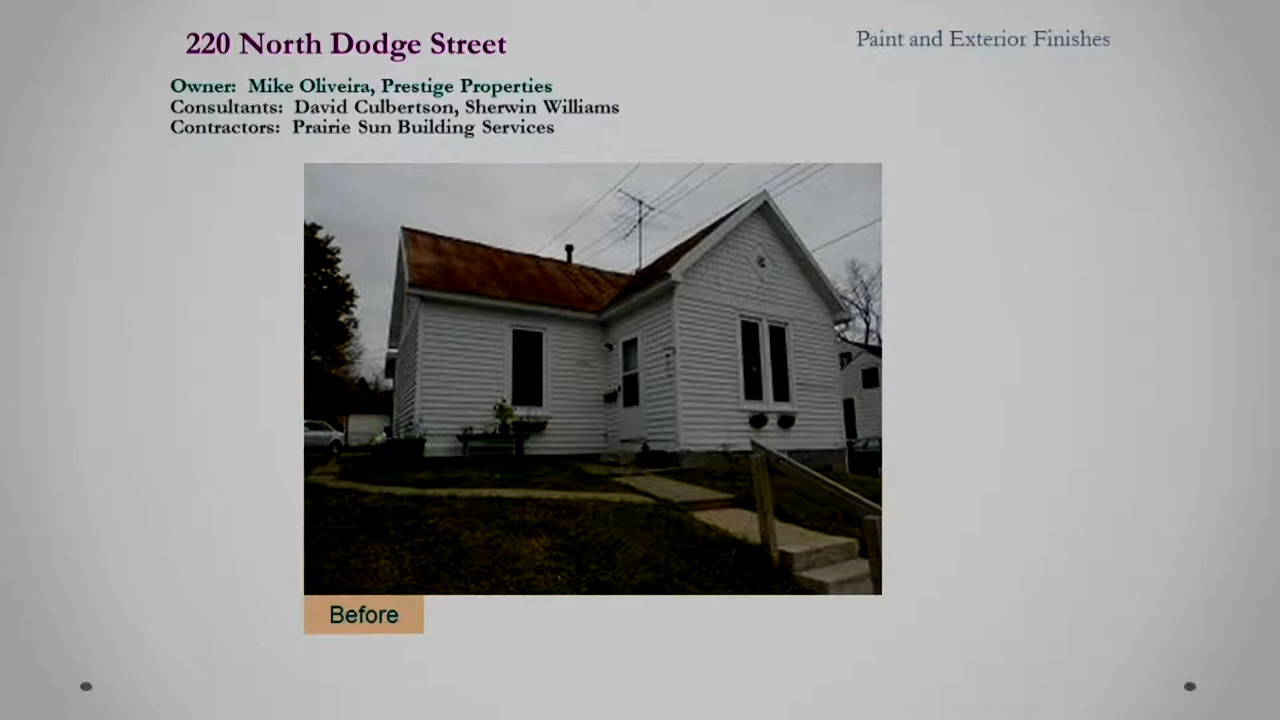 220 North Dodge Street
Paint and Exterior Finishes
Owner: Mike Oliveira, Prestige Properties
Consultants: David Culbertson, Sherwin Williams
Contractors: Prairie Sun Building Services
Before